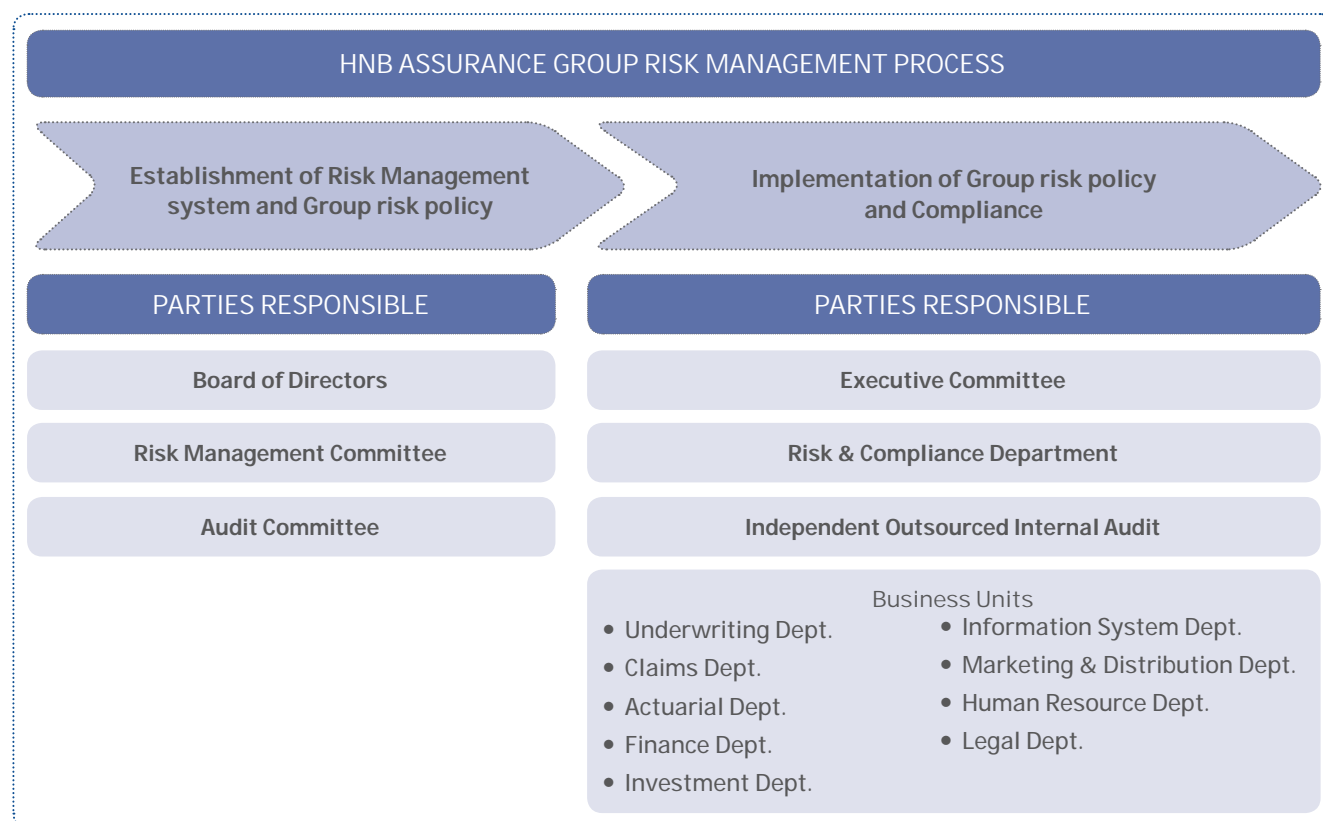 HNB ASSURANCE GROUP RISK MANAGEMENT PROCESS
Establishment of Risk Management
system and Group risk policy
Implementation of Group risk policy
and Compliance
PARTIES RESPONSIBLE
Board of Directors
Risk Management Committee
Audit Committee
PARTIES RESPONSIBLE
Executive Committee
Risk & Compliance Department
Independent Outsourced Internal Audit
Business Units
• Underwriting Dept.
• Claims Dept.
• Actuarial Dept.
• Finance Dept.
• Investment Dept.
• Information System Dept.
• Marketing & Distribution Dept.
• Human Resource Dept.
• Legal Dept.